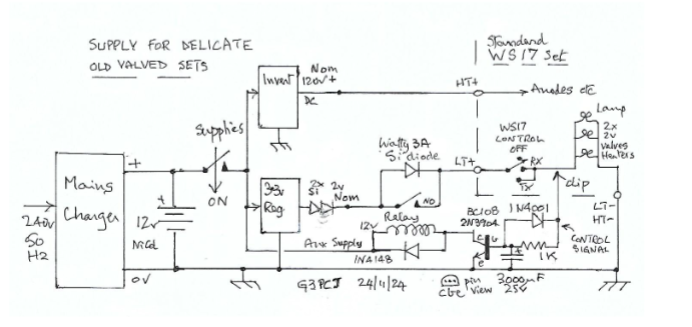 SUPPLY FOR DELICATE
OLD VALVED SETS
Standard
WS17 Set
Invert
Nom
120v+
DC
HT+
Anodes etc
Lamp
2x
2v
Valves
Heaters
Supplies
ON
Watty 3A
Si diode
WS17
CONTROL
OFF
RX
TX
LT+
clip
+
Mains
Charger
240v
50
Hz
12v
NiCd
0V
Reg.
2x
Si
2v
Nom
NO
Relay
12v
Aux Supply
1N4148
BC108
2N3904
c
b
e
1N4001
1K
+
3000µF
25v
CONTROL
SIGNAL
LT-
HT-
G3PCJ 24/11/24
cbe
pin
view